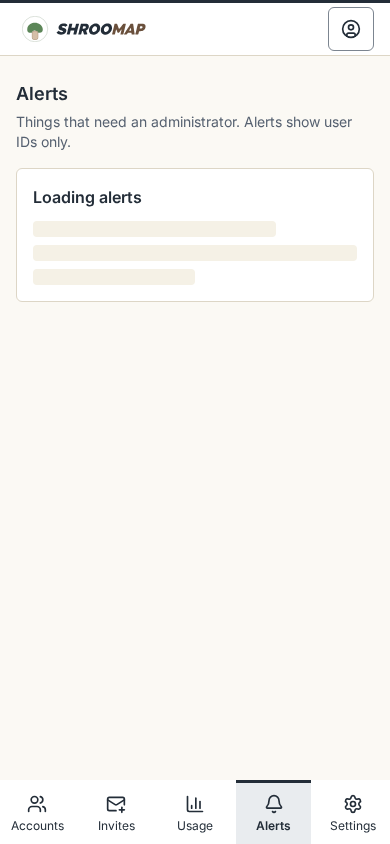 SHROOMAP
Alerts
Things that need an administrator. Alerts show user
IDs only.
Loading alerts
Accounts
Invites
Usage
Alerts
Settings